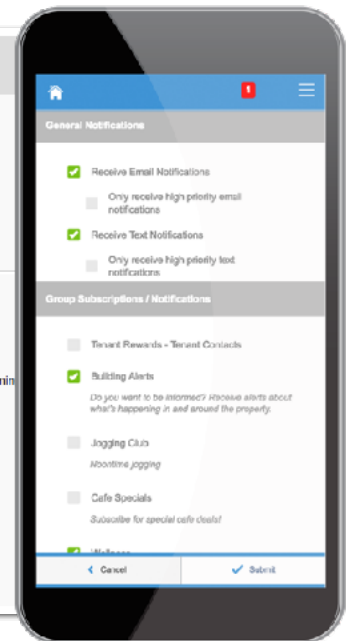 1
General Notifications
Receive Email Notifications
Only receive high priority email
notifications
Receive Text Notifications
Only receive high priority text
notifications
Group Subscriptions / Notifications
Tenant Rewards - Tenant Contacts
Building Alerts
Do you want to be informed? Receive alerts about
what's happening in and around the property.
Jogging Club
Noontime jogging
Cafe Specials
Subscribe for special cafe deals!
Wellness
Cancel
Submit